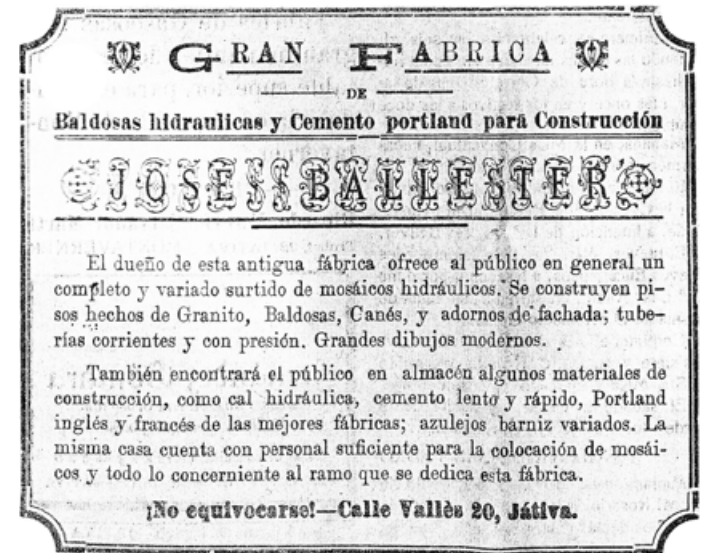 GRAN FABRICA
DE
Baldosas hidraulicas y Cemento portland para Construcción
JOSE BALLESTER
El dueño de esta antigua fábrica ofrece al público en general un
completo y variado surtido de mosáicos hidráulicos. Se construyen pi-
sos hechos de Granito, Baldosas, Canés, y adornos de fachada; tube-
rías corrientes y con presión. Grandes dibujos modernos.
También encontrará el público en almacén algunos materiales de
construcción, como cal hidráulica, cemento lento y rápido, Portland
inglés y francés de las mejores fábricas; azulejos barniz variados. La
misma casa cuenta con personal suficiente para la colocación de mosái-
cos y todo lo concerniente al ramo que se dedica esta fábrica.
¡No equivocarse!—Calle Vallès 20, Játiva.